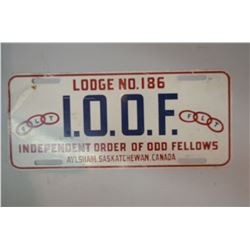 LODGE NO. 186
I.O.O.F.
F L T
F L T
INDEPENDENT ORDER OF ODD FELLOWS
AYLSHAM, SASKATCHEWAN, CANADA